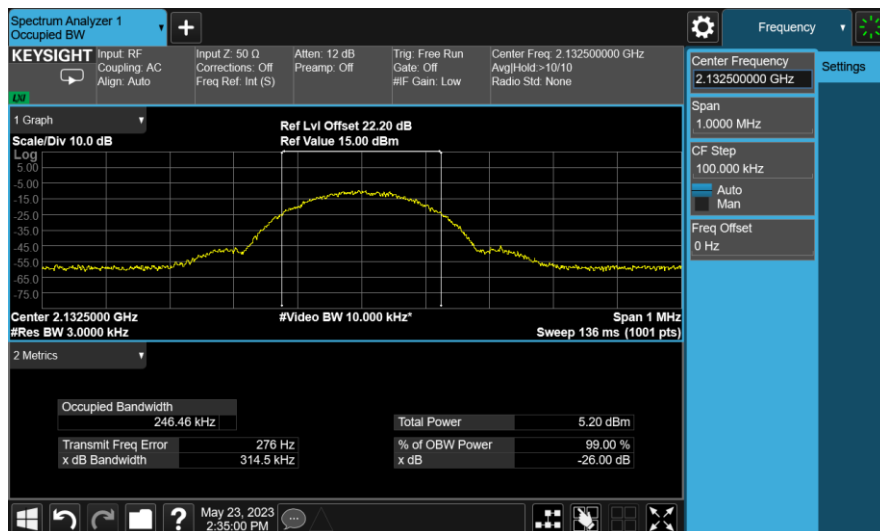 Spectrum Analyzer 1
Occupied BW
+
Frequency
KEYSIGHT
Input: RF
Coupling: AC
Align: Auto
Input Z: 50 Ω
Corrections: Off
Freq Ref: Int (S)
Atten: 12 dB
Preamp: Off
Trig: Free Run
Gate: Off
#IF Gain: Low
Center Freq: 2.132500000 GHz
Avg|Hold:>10/10
Radio Std: None
LXI
Center Frequency
2.132500000 GHz
Settings
Span
1.0000 MHz
CF Step
100.000 kHz
Auto
Man
Freq Offset
0 Hz
1 Graph
Scale/Div 10.0 dB
Ref Lvl Offset 22.20 dB
Ref Value 15.00 dBm
Log
5.00
-5.00
-15.0
-25.0
-35.0
-45.0
-55.0
-65.0
-75.0
Center 2.1325000 GHz
#Res BW 3.0000 kHz
#Video BW 10.000 kHz*
Span 1 MHz
Sweep 136 ms (1001 pts)
2 Metrics
Occupied Bandwidth
246.46 kHz
Total Power 5.20 dBm
Transmit Freq Error 276 Hz
% of OBW Power 99.00 %
x dB Bandwidth 314.5 kHz
x dB -26.00 dB
?
May 23, 2023
2:35:00 PM